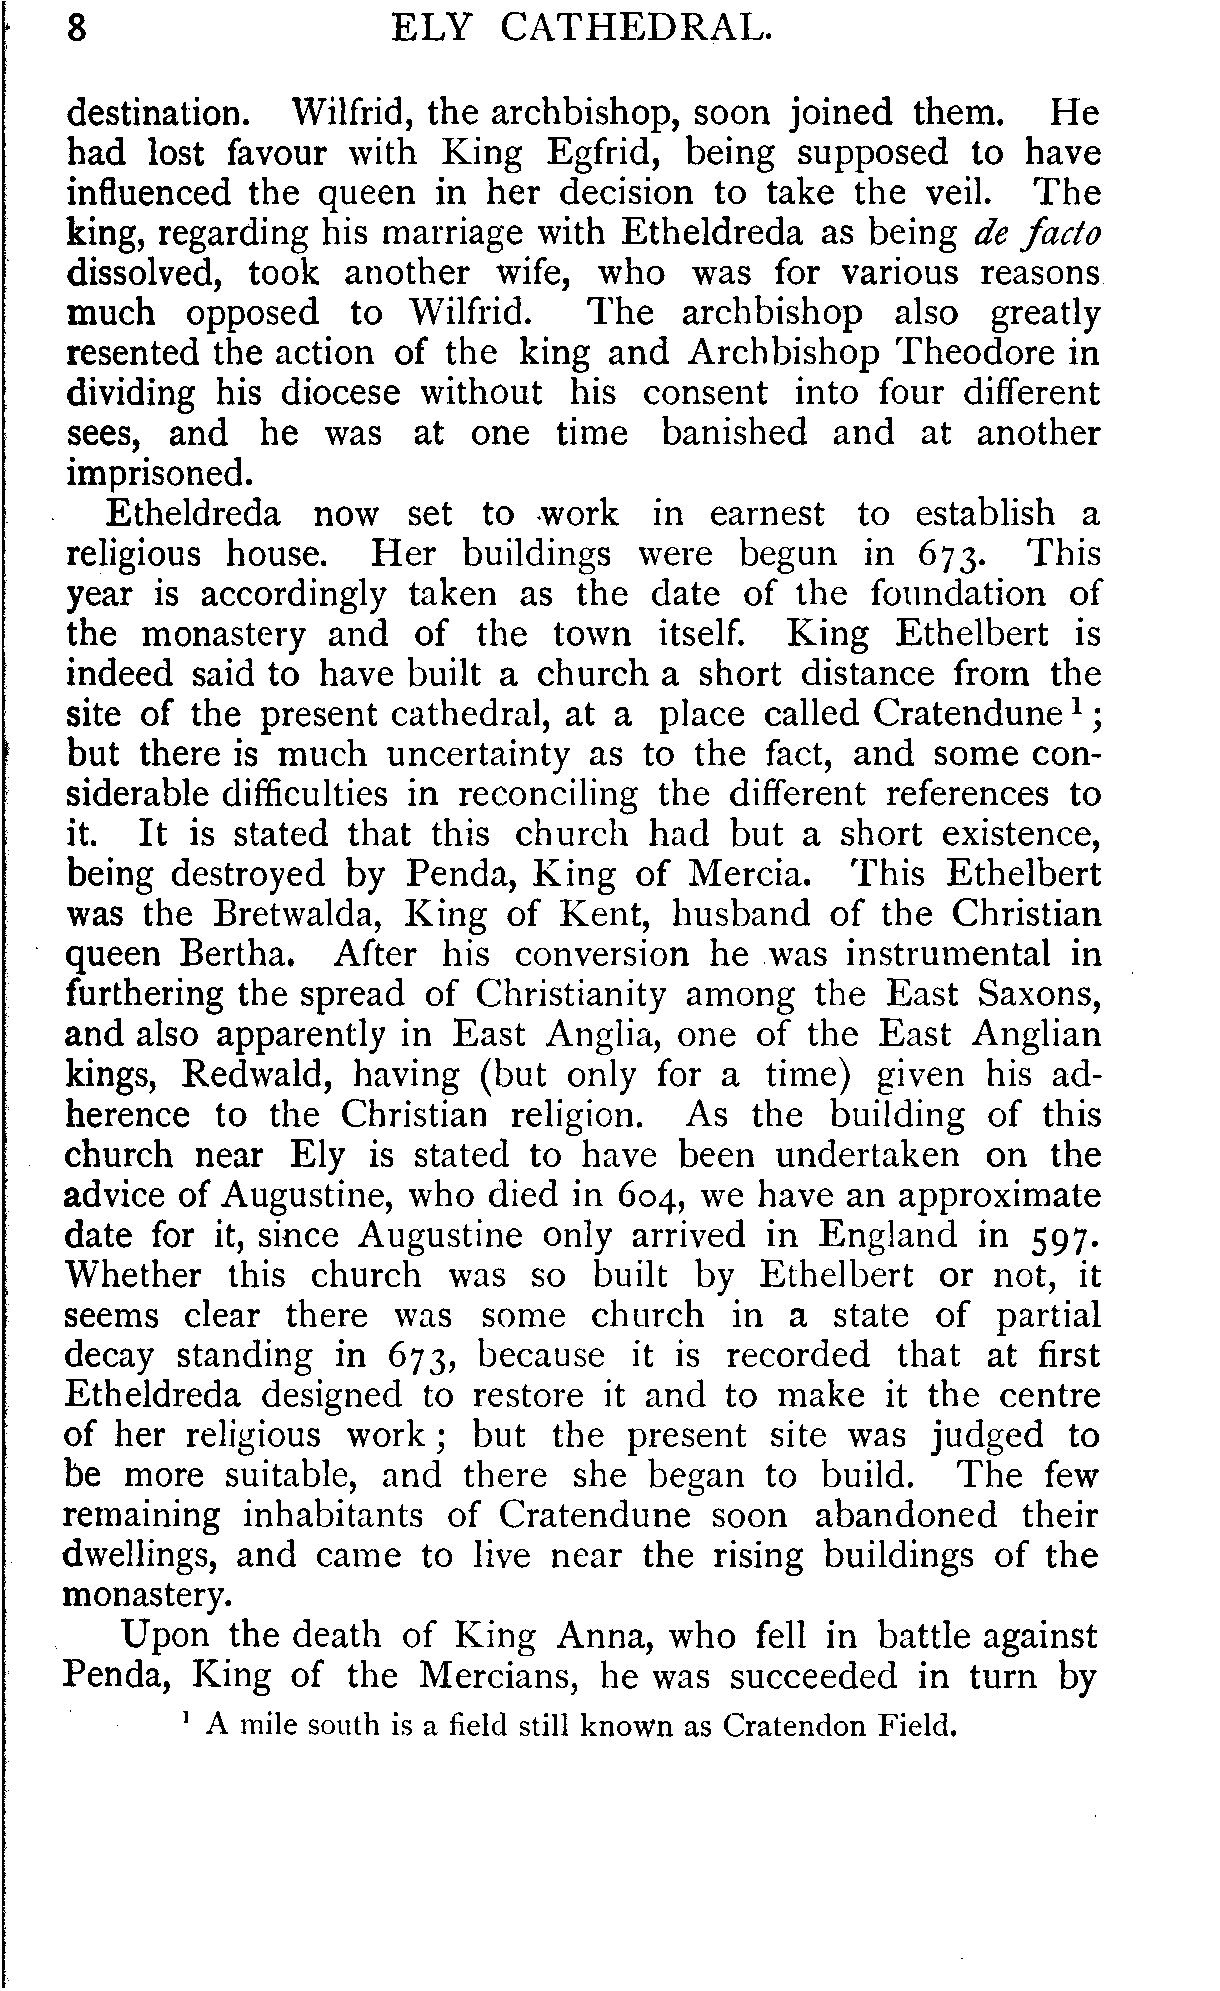 8 ELY CATHEDRAL.
destination. Wilfrid, the archbishop, soon joined them. He
had lost favour with King Egfrid, being supposed to have
influenced the queen in her decision to take the veil. The
king, regarding his marriage with Etheldreda as being de facto
dissolved, took another wife, who was for various reasons
much opposed to Wilfrid. The archbishop also greatly
resented the action of the king and Archbishop Theodore in
dividing his diocese without his consent into four different
sees, and he was at one time banished and at another
imprisoned.
Etheldreda now set to work in earnest to establish a
religious house. Her buildings were begun in 673. This
year is accordingly taken as the date of the foundation of
the monastery and of the town itself. King Ethelbert is
indeed said to have built a church a short distance from the
site of the present cathedral, at a place called Cratendune ¹;
but there is much uncertainty as to the fact, and some con-
siderable difficulties in reconciling the different references to
it. It is stated that this church had but a short existence,
being destroyed by Penda, King of Mercia. This Ethelbert
was the Bretwalda, King of Kent, husband of the Christian
queen Bertha. After his conversion he was instrumental in
furthering the spread of Christianity among the East Saxons,
and also apparently in East Anglia, one of the East Anglian
kings, Redwald, having (but only for a time) given his ad-
herence to the Christian religion. As the building of this
church near Ely is stated to have been undertaken on the
advice of Augustine, who died in 604, we have an approximate
date for it, since Augustine only arrived in England in 597.
Whether this church was so built by Ethelbert or not, it
seems clear there was some church in a state of partial
decay standing in 673, because it is recorded that at first
Etheldreda designed to restore it and to make it the centre
of her religious work; but the present site was judged to
be more suitable, and there she began to build. The few
remaining inhabitants of Cratendune soon abandoned their
dwellings, and came to live near the rising buildings of the
monastery.
Upon the death of King Anna, who fell in battle against
Penda, King of the Mercians, he was succeeded in turn by
¹ A mile south is a field still known as Cratendon Field.